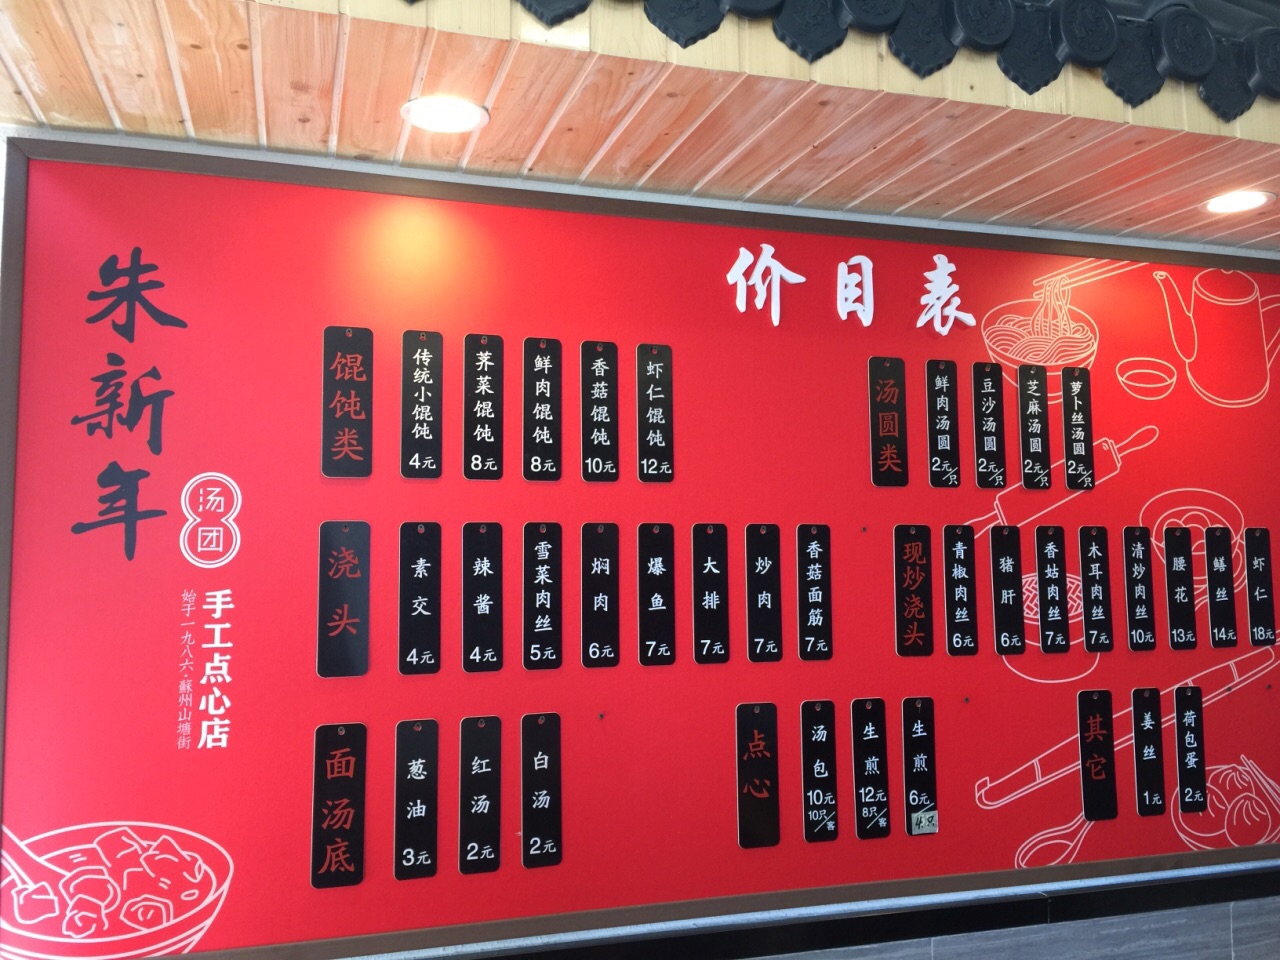 价目表
朱新年
汤团
手工点心店
始于一九八六·蘇州山塘街
馄饨类
传统小馄饨 4元
荠菜馄饨 8元
鲜肉馄饨 8元
香菇馄饨 10元
虾仁馄饨 12元
汤圆类
鲜肉汤圆 2元/只
豆沙汤圆 2元/只
芝麻汤圆 2元/只
萝卜丝汤圆 2元/只
浇头
素交 4元
辣酱 4元
雪菜肉丝 5元
焖肉 6元
爆鱼 7元
大排 7元
炒肉 7元
香菇面筋 7元
现炒浇头
青椒肉丝 6元
猪肝 6元
香姑肉丝 7元
木耳肉丝 7元
清炒肉丝 10元
腰花 13元
鳝丝 14元
虾仁 18元
面汤底
葱油 3元
红汤 2元
白汤 2元
点心
汤包 10元 10只/客
生煎 12元 8只/客
生煎 6元 4只
其它
姜丝 1元
荷包蛋 2元